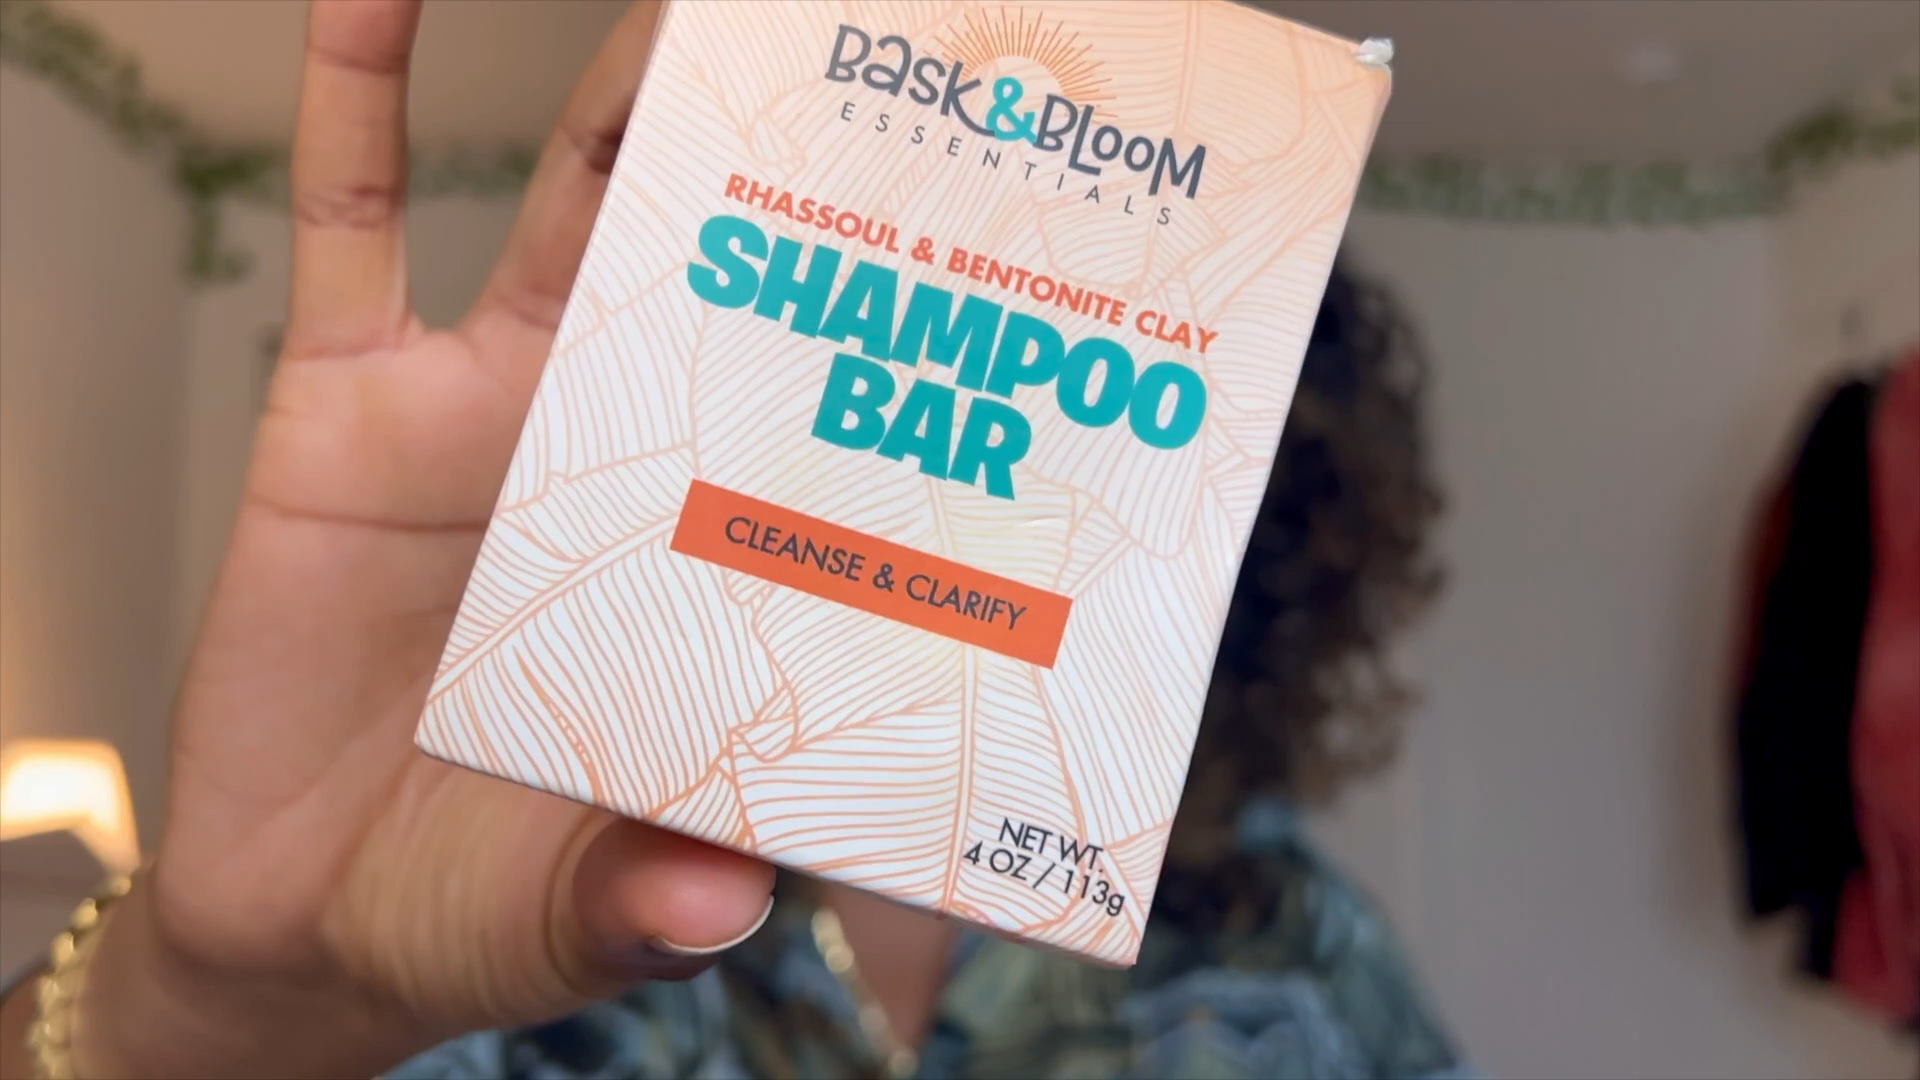 Bask & Bloom
ESSENTIALS
RHASSOUL & BENTONITE CLAY
SHAMPOO
BAR
CLEANSE & CLARIFY
NET WT.
4 OZ / 113g